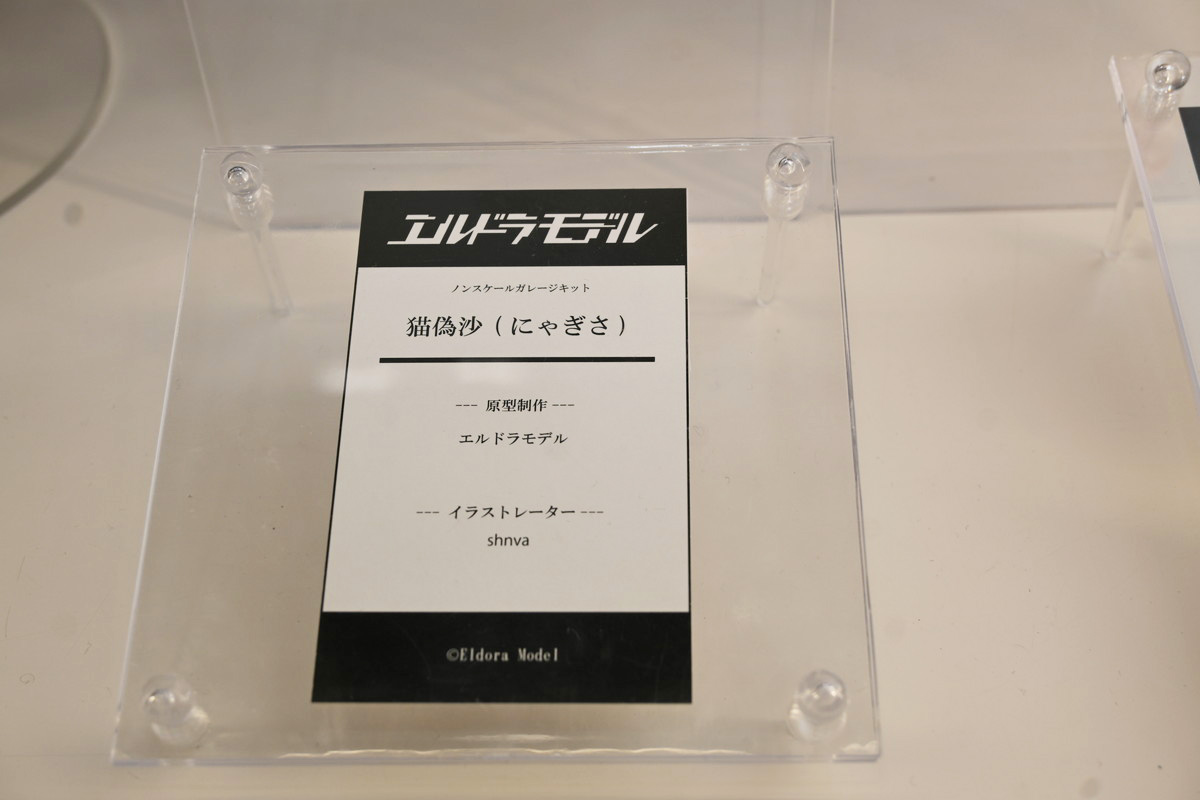 エルドラモデル
ノンスケールガレージキット
猫偽沙 ( にゃぎさ )
--- 原型制作 ---
エルドラモデル
--- イラストレーター ---
shnva
©Eldora Model